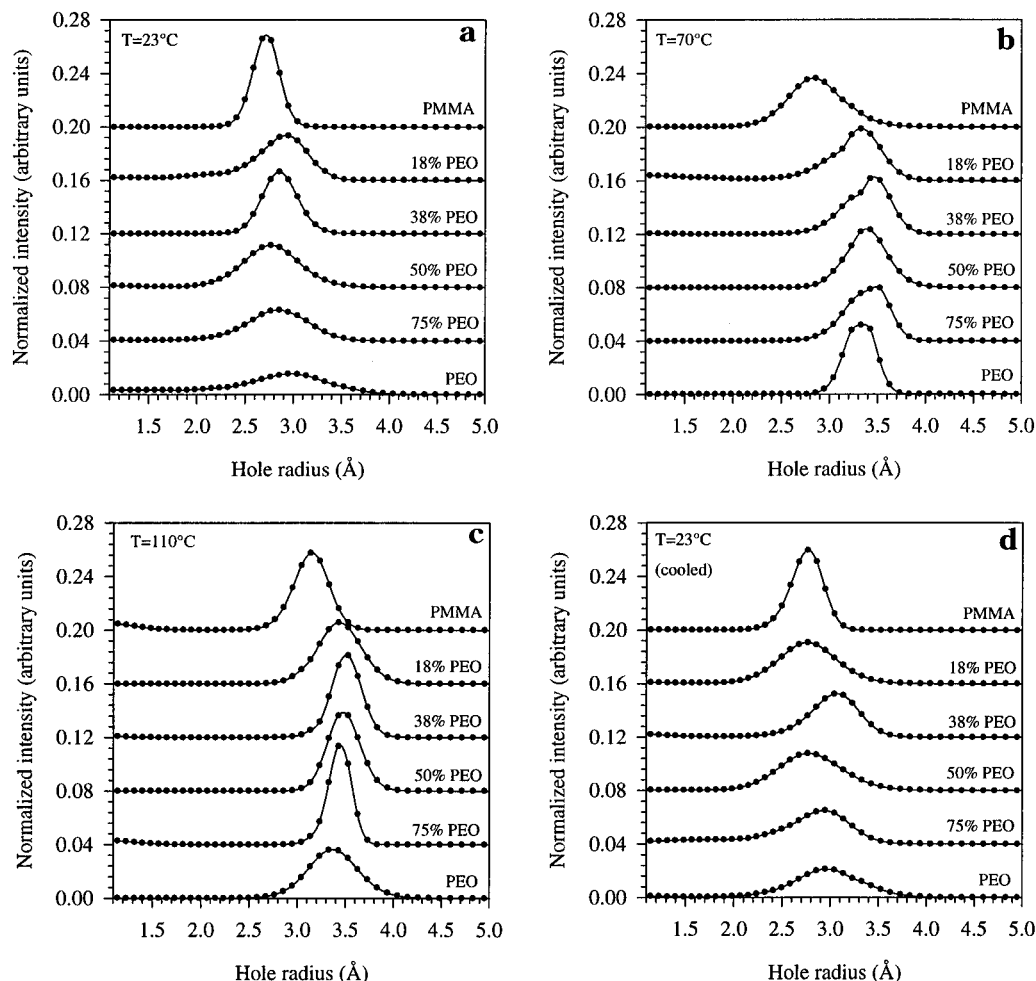 a
T=23°C
Normalized intensity (arbitrary units)
0.28
0.24
0.20
0.16
0.12
0.08
0.04
0.00
PMMA
18% PEO
38% PEO
50% PEO
75% PEO
PEO
1.5 2.0 2.5 3.0 3.5 4.0 4.5 5.0
Hole radius (Å)
b
T=70°C
Normalized intensity (arbitrary units)
0.28
0.24
0.20
0.16
0.12
0.08
0.04
0.00
PMMA
18% PEO
38% PEO
50% PEO
75% PEO
PEO
1.5 2.0 2.5 3.0 3.5 4.0 4.5 5.0
Hole radius (Å)
c
T=110°C
Normalized intensity (arbitrary units)
0.28
0.24
0.20
0.16
0.12
0.08
0.04
0.00
PMMA
18% PEO
38% PEO
50% PEO
75% PEO
PEO
1.5 2.0 2.5 3.0 3.5 4.0 4.5 5.0
Hole radius (Å)
d
T=23°C
(cooled)
Normalized intensity (arbitrary units)
0.28
0.24
0.20
0.16
0.12
0.08
0.04
0.00
PMMA
18% PEO
38% PEO
50% PEO
75% PEO
PEO
1.5 2.0 2.5 3.0 3.5 4.0 4.5 5.0
Hole radius (Å)